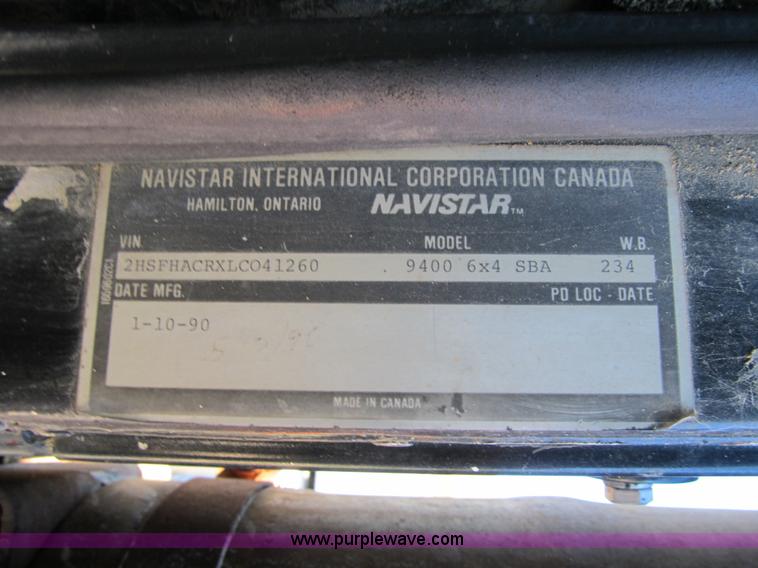 NAVISTAR INTERNATIONAL CORPORATION CANADA
HAMILTON, ONTARIO NAVISTAR™
VIN MODEL W.B.
2HSFHACRXLC041260 . 9400 6x4 SBA 234
DATE MFG. PD LOC - DATE
1-10-90
MADE IN CANADA
www.purplewave.com